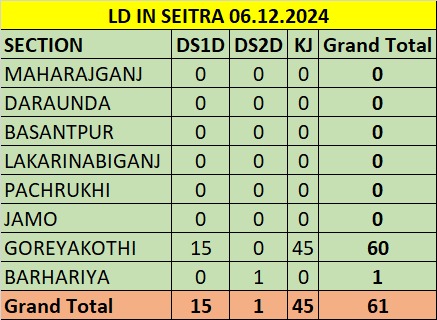 LD IN SEITRA 06.12.2024
SECTION DS1D DS2D KJ Grand Total
MAHARAJGANJ 0 0 0 0
DARAUNDA 0 0 0 0
BASANTPUR 0 0 0 0
LAKARINABIGANJ 0 0 0 0
PACHRUKHI 0 0 0 0
JAMO 0 0 0 0
GOREYAKOTHI 15 0 45 60
BARHARIYA 0 1 0 1
Grand Total 15 1 45 61